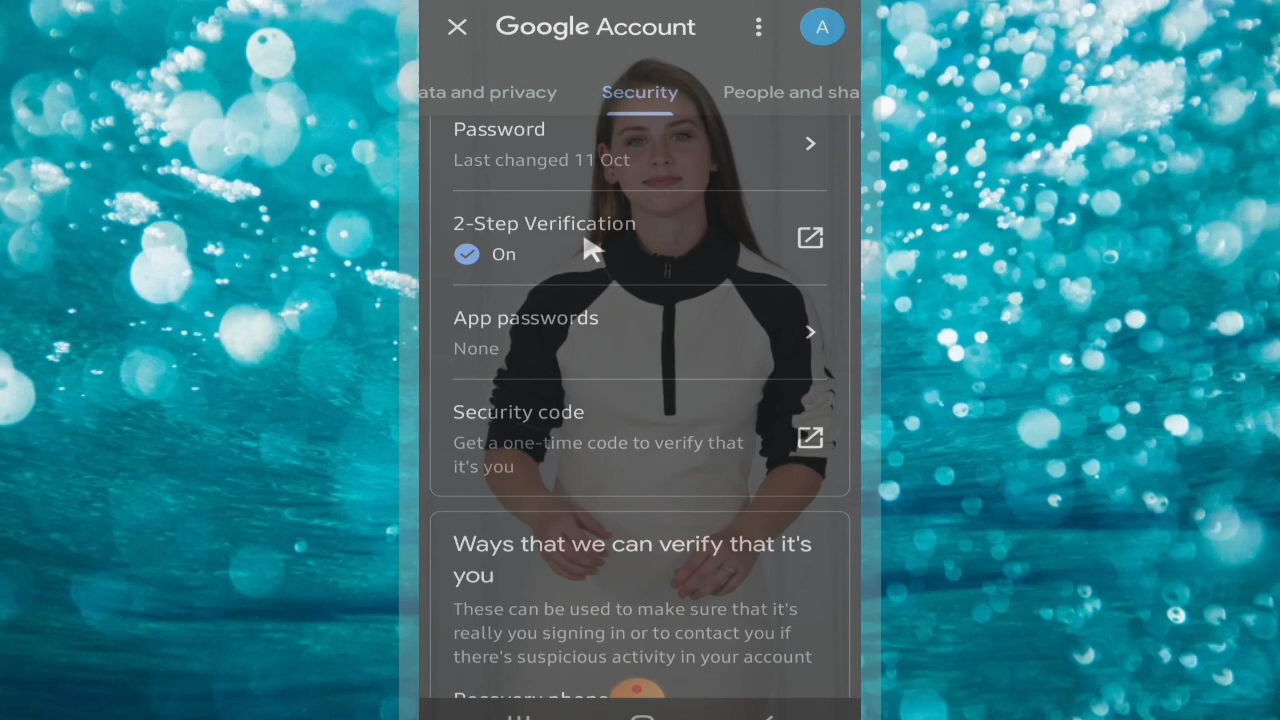 Google Account
A
ata and privacy Security People and sha
Password
Last changed 11 Oct
2-Step Verification
On
App passwords
None
Security code
Get a one-time code to verify that
it's you
Ways that we can verify that it's
you
These can be used to make sure that it's
really you signing in or to contact you if
there's suspicious activity in your account
Recovery phone